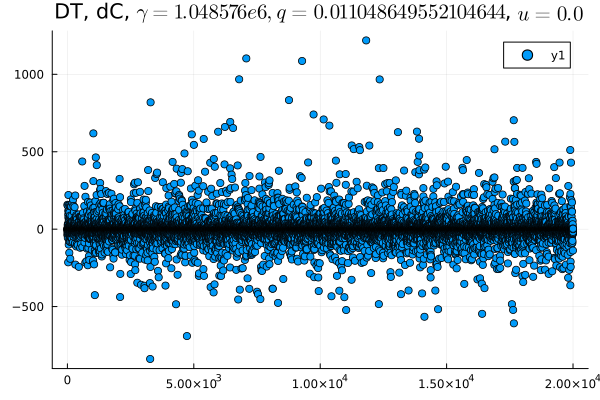 DT, dC, γ = 1.048576e6, q = 0.011048649552104644, u = 0.0
y1
1000
500
0
−500
0 5.00×10³ 1.00×10⁴ 1.50×10⁴ 2.00×10⁴